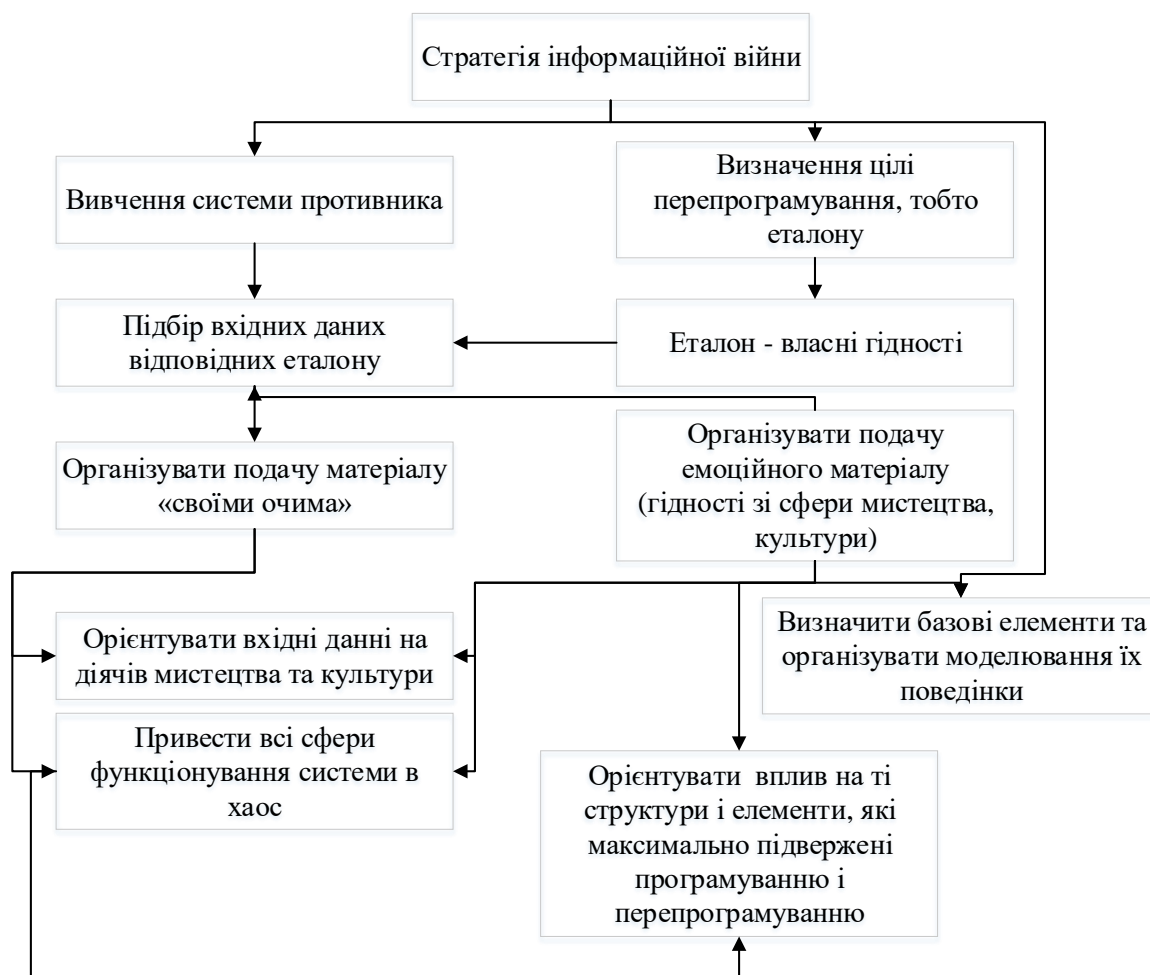 Стратегія інформаційної війни
Вивчення системи противника
Визначення цілі
перепрограмування, тобто
еталону
Підбір вхідних даних
відповідних еталону
Еталон - власні гідності
Організувати подачу матеріалу
«своїми очима»
Організувати подачу
емоційного матеріалу
(гідності зі сфери мистецтва,
культури)
Орієнтувати вхідні данні на
діячів мистецтва та культури
Визначити базові елементи та
організувати моделювання їх
поведінки
Привести всі сфери
функціонування системи в
хаос
Орієнтувати вплив на ті
структури і елементи, які
максимально підвержені
програмуванню і
перепрограмуванню